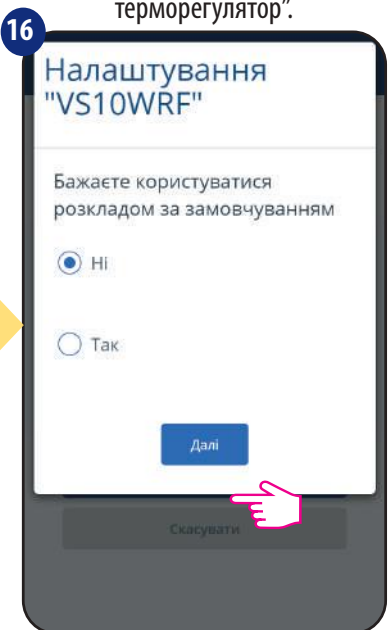 терморегулятор”.
16
Налаштування
"VS10WRF"
Бажаєте користуватися
розкладом за замовчуванням
Ні
Так
Далі
Скасувати